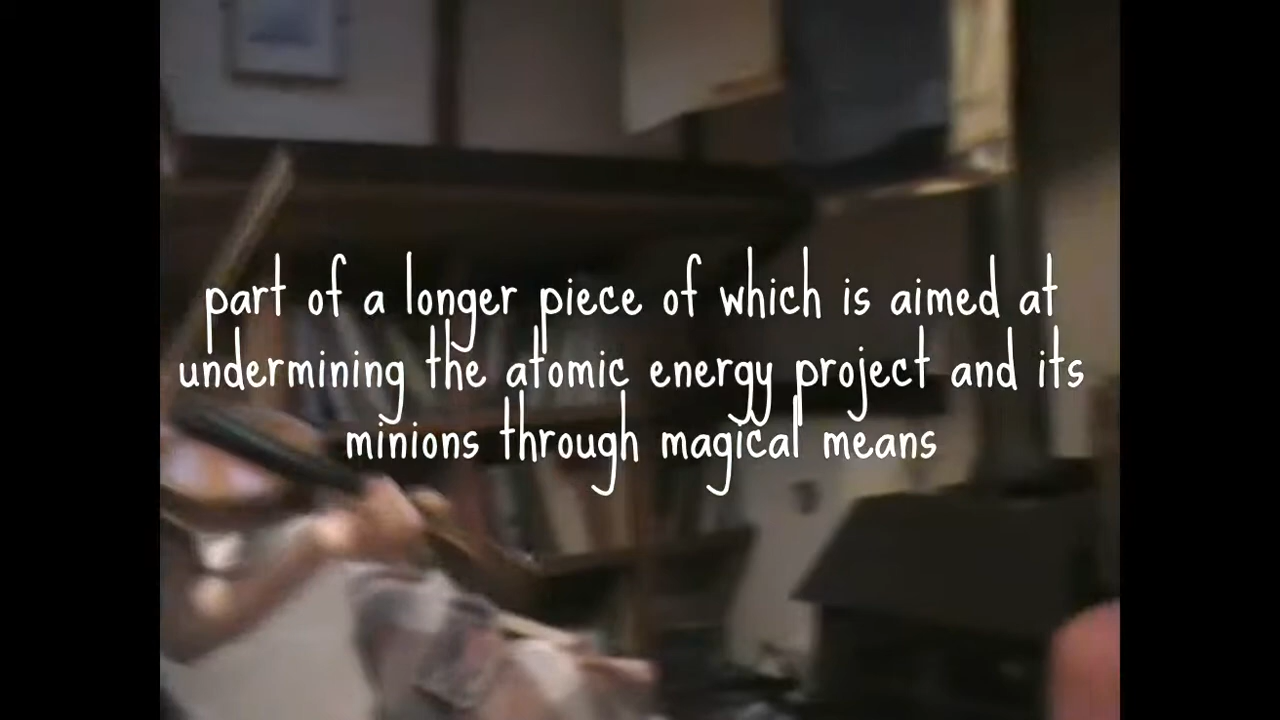 part of a longer piece of which is aimed at
undermining the atomic energy project and its
minions through magical means